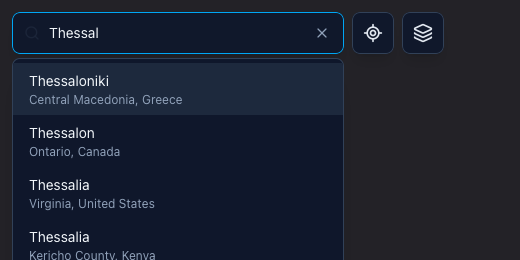 Thessal
Thessaloniki
Central Macedonia, Greece
Thessalon
Ontario, Canada
Thessalia
Virginia, United States
Thessalia
Kericho County, Kenya